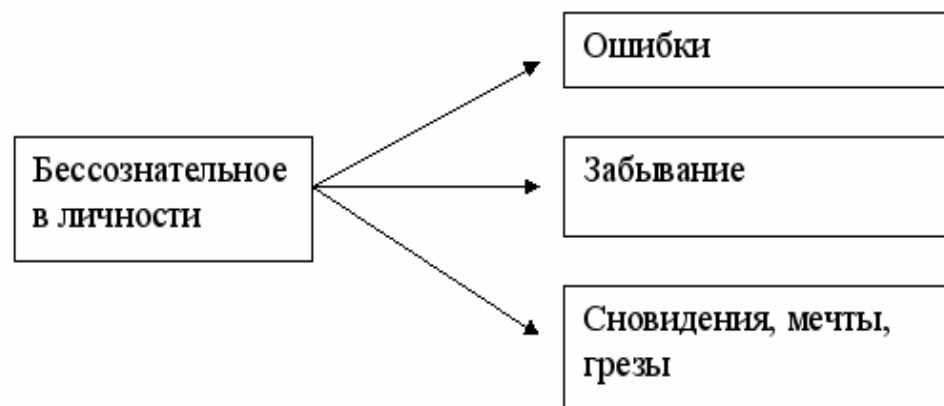 Ошибки
Бессознательное
в личности
Забывание
Сновидения, мечты,
грезы